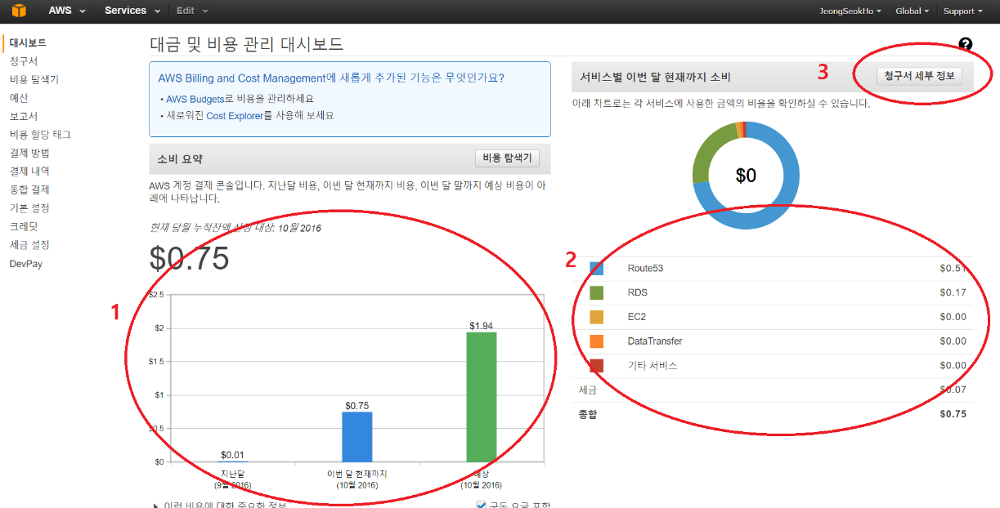 AWS Services Edit JeongSeokHo Global Support
대시보드
청구서
비용 탐색기
예산
보고서
비용 할당 태그
결제 방법
결제 내역
통합 결제
기본 설정
크레딧
세금 설정
DevPay
대금 및 비용 관리 대시보드
?
AWS Billing and Cost Management에 새롭게 추가된 기능은 무엇인가요?
• AWS Budgets로 비용을 관리하세요
• 새로워진 Cost Explorer를 사용해 보세요
소비 요약
비용 탐색기
AWS 계정 결제 콘솔입니다. 지난달 비용, 이번 달 현재까지 비용, 이번 달 말까지 예상 비용이 아
래에 나타납니다.
현재 당월 누적잔액 산정 대상: 10월 2016
$0.75
1
$2.5
$2
$1.5
$1
$0.5
$0
$0.01
$0.75
$1.94
지난달
(9월 2016)
이번 달 현재까지
(10월 2016)
예상
(10월 2016)
이런 비용에 대한 중요한 정보
구독 요금 포함
서비스별 이번 달 현재까지 소비
3
청구서 세부 정보
아래 차트로는 각 서비스에 사용한 금액의 비율을 확인하실 수 있습니다.
$0
2
Route53 $0.51
RDS $0.17
EC2 $0.00
DataTransfer $0.00
기타 서비스 $0.00
세금 $0.07
총합 $0.75